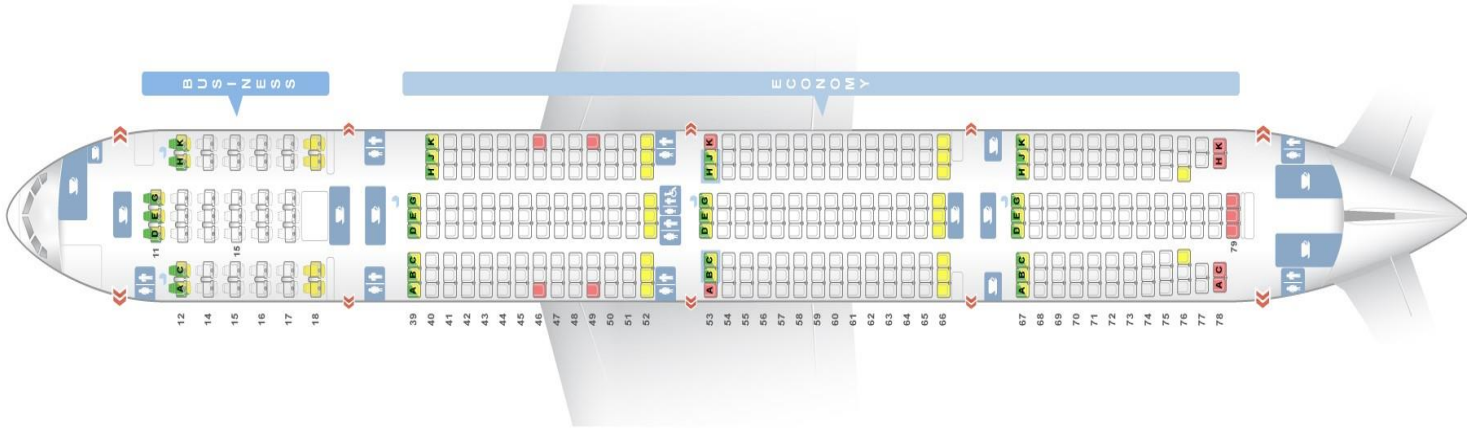 BUSINESS
ECONOMY
K K K K K
H H J J H J J H K
G G G G
E E E E
D D D D
11 15 79
C C C C C
A A B B B A C
A A A
12 14 15 16 17 18 39 40 41 42 43 44 45 46 47 48 49 50 51 52 53 54 55 56 57 58 59 60 61 62 63 64 65 66 67 68 69 70 71 72 73 74 75 76 77 78